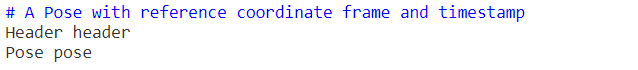 # A Pose with reference coordinate frame and timestamp
Header header
Pose pose